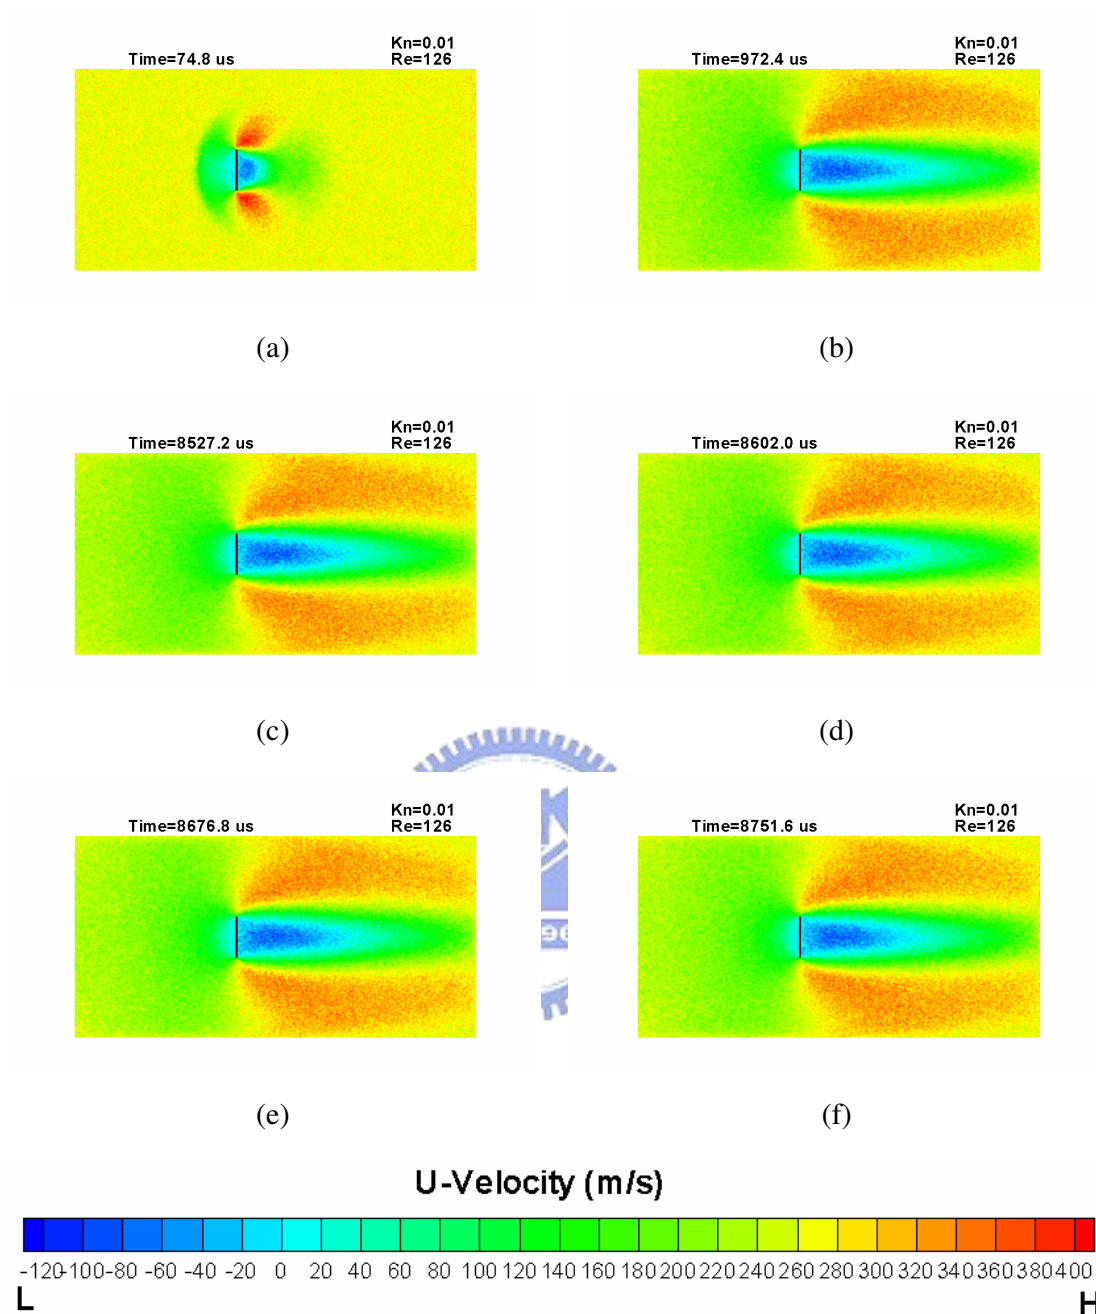 Kn=0.01
Time=74.8 us Re=126
Kn=0.01
Time=972.4 us Re=126
(a)
(b)
Kn=0.01
Time=8527.2 us Re=126
Kn=0.01
Time=8602.0 us Re=126
(c)
(d)
Kn=0.01
Time=8676.8 us Re=126
Kn=0.01
Time=8751.6 us Re=126
(e)
(f)
U-Velocity (m/s)
-120 -100 -80 -60 -40 -20 0 20 40 60 80 100 120 140 160 180 200 220 240 260 280 300 320 340 360 380 400
L H